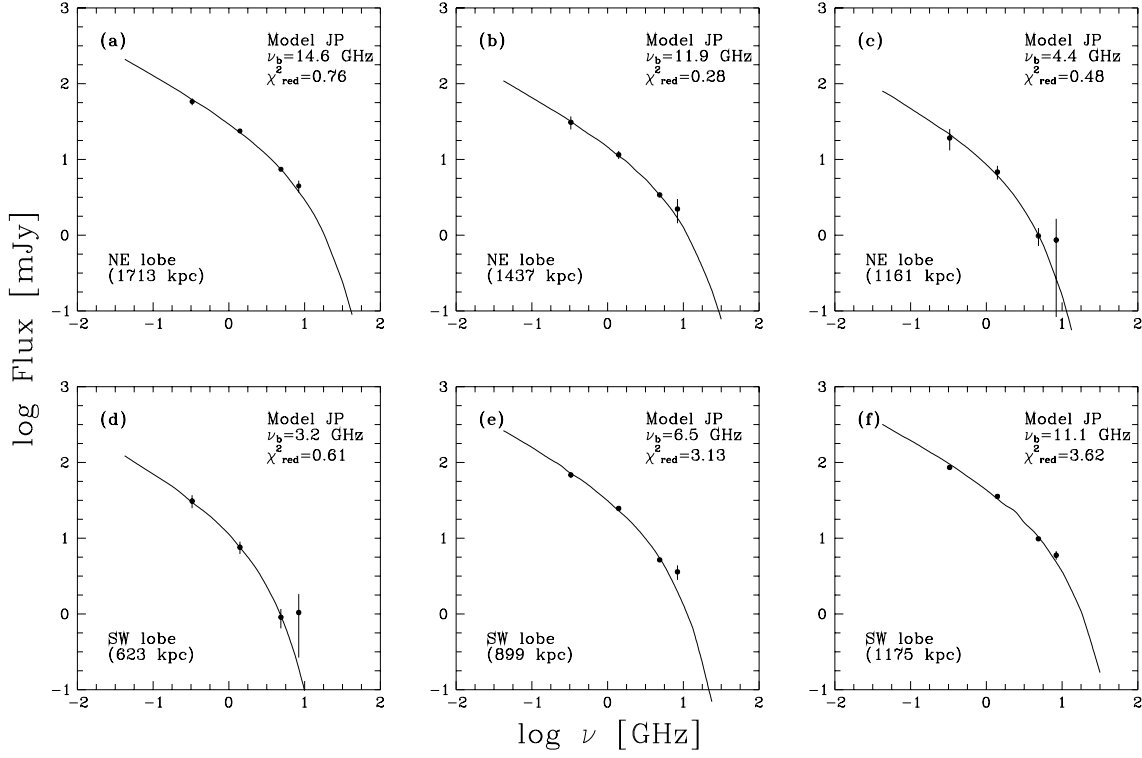 (a)
Model JP
ν_b=14.6 GHz
χ²_red=0.76
NE lobe
(1713 kpc)
3
2
1
0
−1
−2 −1 0 1 2
(b)
Model JP
ν_b=11.9 GHz
χ²_red=0.28
NE lobe
(1437 kpc)
3
2
1
0
−1
−2 −1 0 1 2
(c)
Model JP
ν_b=4.4 GHz
χ²_red=0.48
NE lobe
(1161 kpc)
3
2
1
0
−1
−2 −1 0 1 2
log Flux [mJy]
(d)
Model JP
ν_b=3.2 GHz
χ²_red=0.61
SW lobe
(623 kpc)
3
2
1
0
−1
−2 −1 0 1 2
(e)
Model JP
ν_b=6.5 GHz
χ²_red=3.13
SW lobe
(899 kpc)
3
2
1
0
−1
−2 −1 0 1 2
(f)
Model JP
ν_b=11.1 GHz
χ²_red=3.62
SW lobe
(1175 kpc)
3
2
1
0
−1
−2 −1 0 1 2
log ν [GHz]